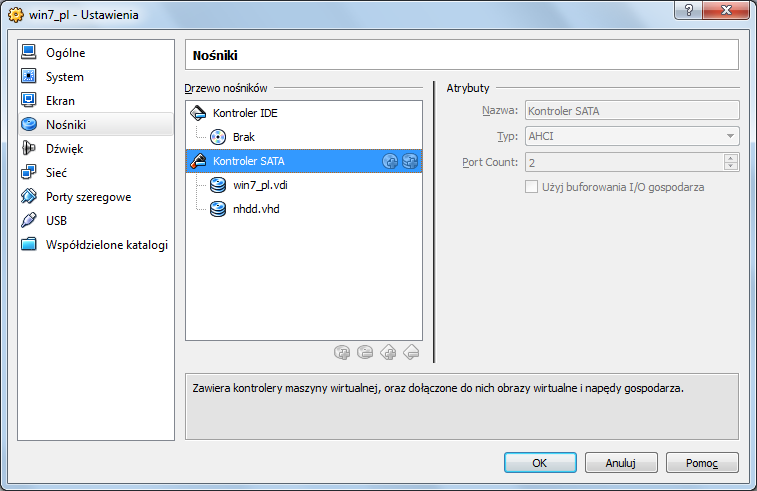 win7_pl - Ustawienia
Ogólne
System
Ekran
Nośniki
Dźwięk
Sieć
Porty szeregowe
USB
Współdzielone katalogi
Nośniki
Drzewo nośników
Kontroler IDE
Brak
Kontroler SATA
win7_pl.vdi
nhdd.vhd
Atrybuty
Nazwa: Kontroler SATA
Typ: AHCI
Port Count: 2
Użyj buforowania I/O gospodarza
Zawiera kontrolery maszyny wirtualnej, oraz dołączone do nich obrazy wirtualne i napędy gospodarza.
OK Anuluj Pomoc